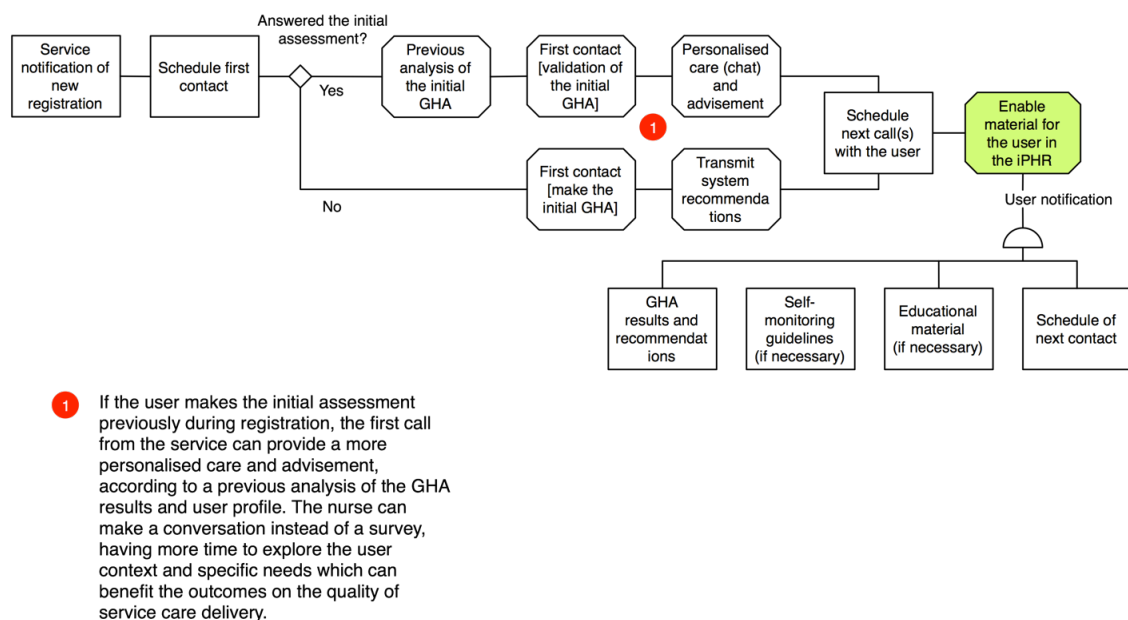 Answered the initial
assessment?
Service
notification of
new
registration
Schedule first
contact
Yes
Previous
analysis of
the initial
GHA
First contact
[validation of
the initial
GHA]
Personalised
care (chat)
and
advisement
1
No
First contact
[make the
initial GHA]
Transmit
system
recommenda
tions
Schedule
next call(s)
with the user
Enable
material for
the user in
the iPHR
User notification
GHA
results and
recommendat
ions
Self-
monitoring
guidelines
(if necessary)
Educational
material
(if necessary)
Schedule of
next contact
1
If the user makes the initial assessment
previously during registration, the first call
from the service can provide a more
personalised care and advisement,
according to a previous analysis of the GHA
results and user profile. The nurse can
make a conversation instead of a survey,
having more time to explore the user
context and specific needs which can
benefit the outcomes on the quality of
service care delivery.